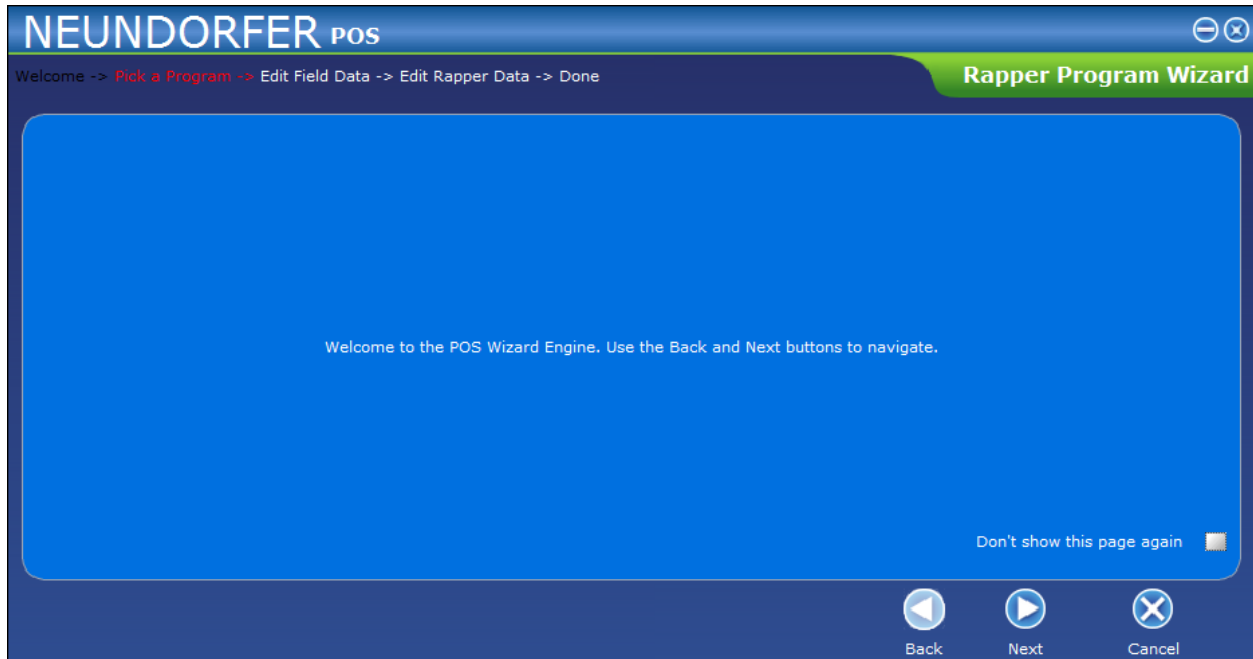 NEUNDORFER POS
Welcome -> Pick a Program -> Edit Field Data -> Edit Rapper Data -> Done
Rapper Program Wizard
Welcome to the POS Wizard Engine. Use the Back and Next buttons to navigate.
Don't show this page again
Back Next Cancel